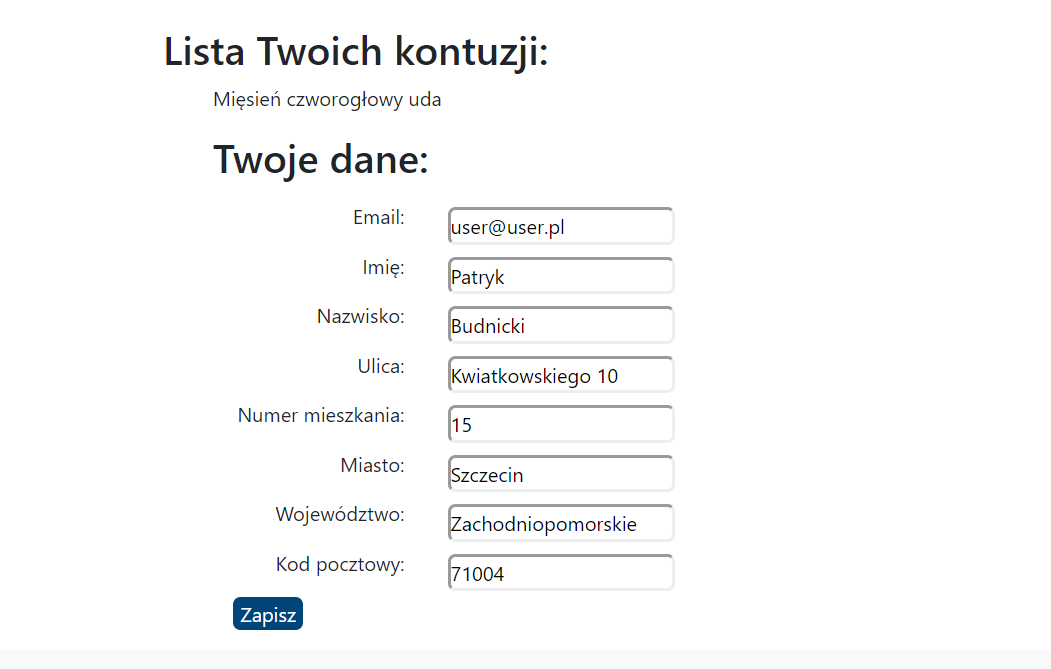 Lista Twoich kontuzji:
Mięsień czworogłowy uda
Twoje dane:
Email: user@user.pl
Imię: Patryk
Nazwisko: Budnicki
Ulica: Kwiatkowskiego 10
Numer mieszkania: 15
Miasto: Szczecin
Województwo: Zachodniopomorskie
Kod pocztowy: 71004
Zapisz